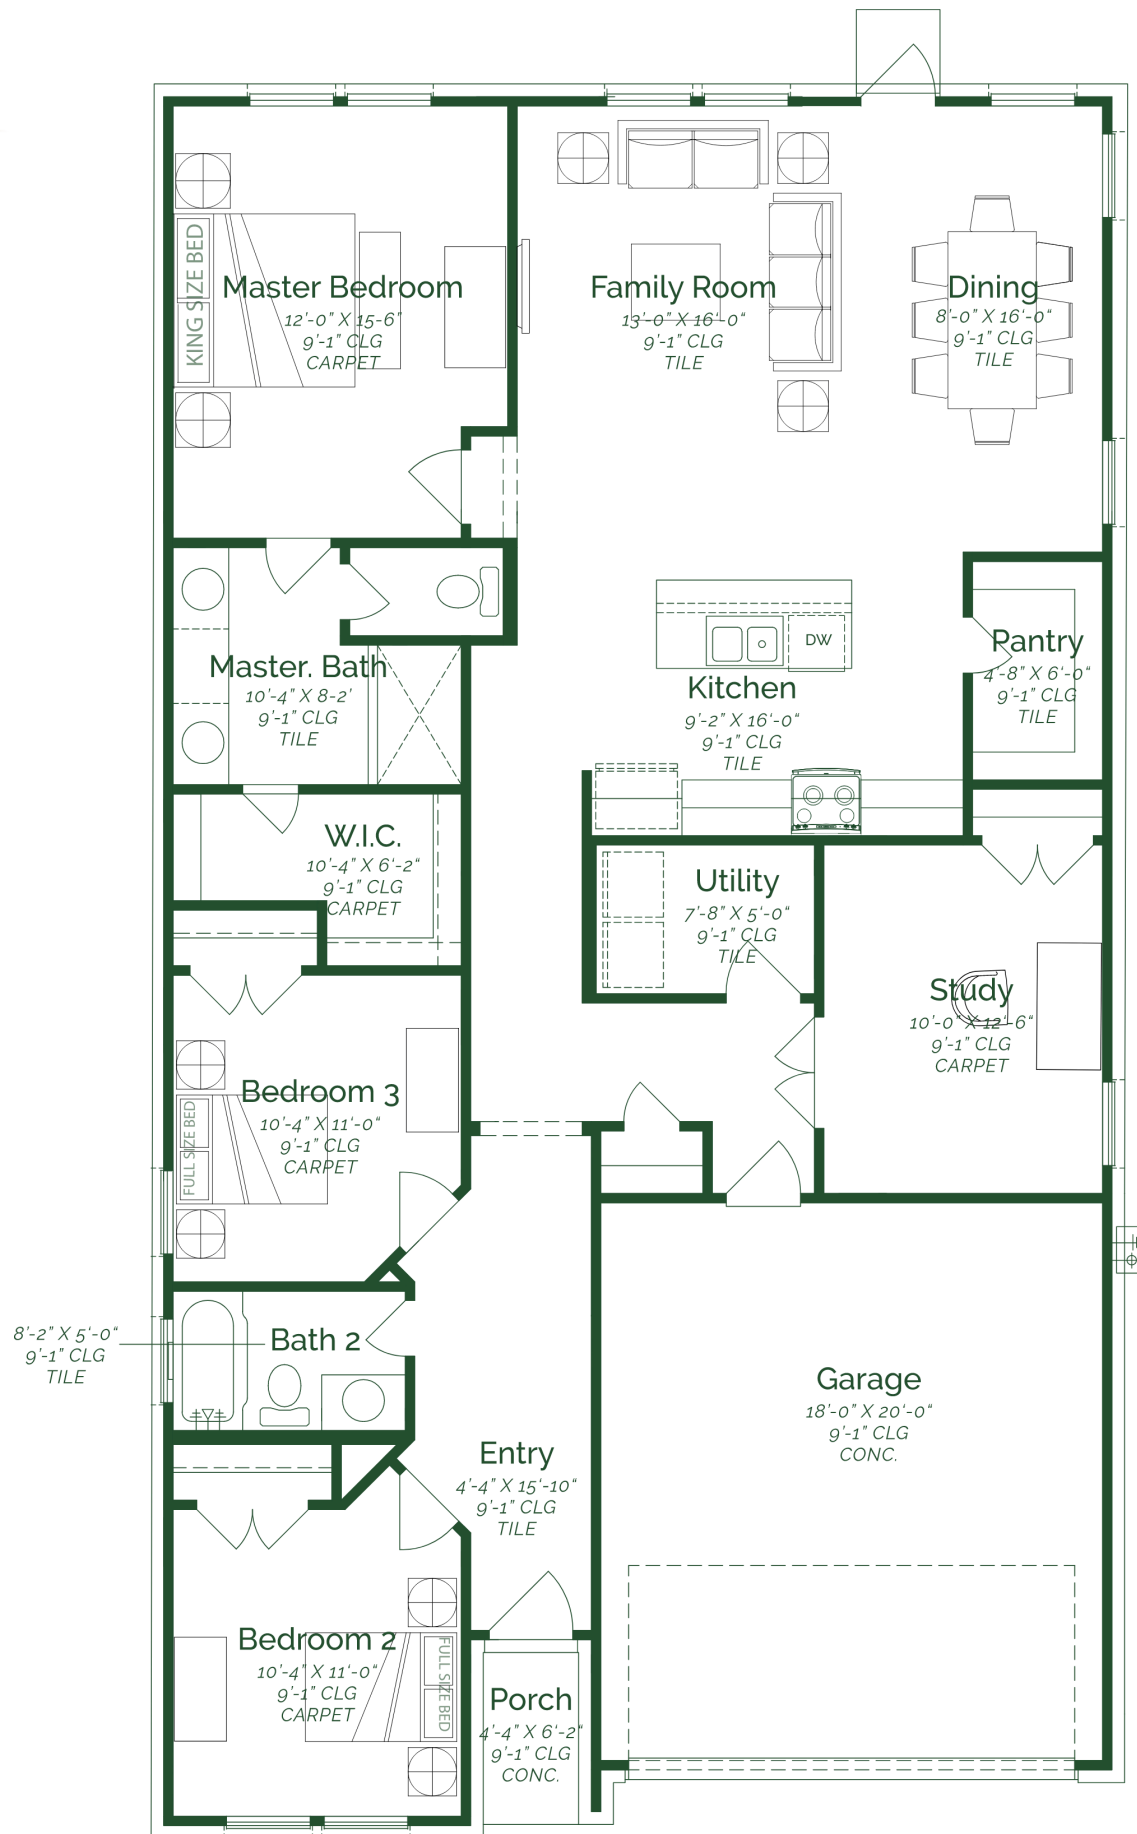 KING SIZE BED
Master Bedroom
12'-0" X 15-6"
9'-1" CLG
CARPET
Family Room
13'-0" X 16'-0"
9'-1" CLG
TILE
Dining
8'-0" X 16'-0"
9'-1" CLG
TILE
DW
Kitchen
9'-2" X 16'-0"
9'-1" CLG
TILE
Pantry
4'-8" X 6'-0"
9'-1" CLG
TILE
Master. Bath
10'-4" X 8-2'
9'-1" CLG
TILE
W.I.C.
10'-4" X 6'-2"
9'-1" CLG
CARPET
Utility
7'-8" X 5'-0"
9'-1" CLG
TILE
Study
10'-0" X 12'-6"
9'-1" CLG
CARPET
Bedroom 3
10'-4" X 11'-0"
9'-1" CLG
CARPET
FULL SIZE BED
8'-2" X 5'-0"
9'-1" CLG
TILE
Bath 2
Garage
18'-0" X 20'-0"
9'-1" CLG
CONC.
Entry
4'-4" X 15'-10"
9'-1" CLG
TILE
Bedroom 2
10'-4" X 11'-0"
9'-1" CLG
CARPET
FULL SIZE BED
Porch
4'-4" X 6'-2"
9'-1" CLG
CONC.